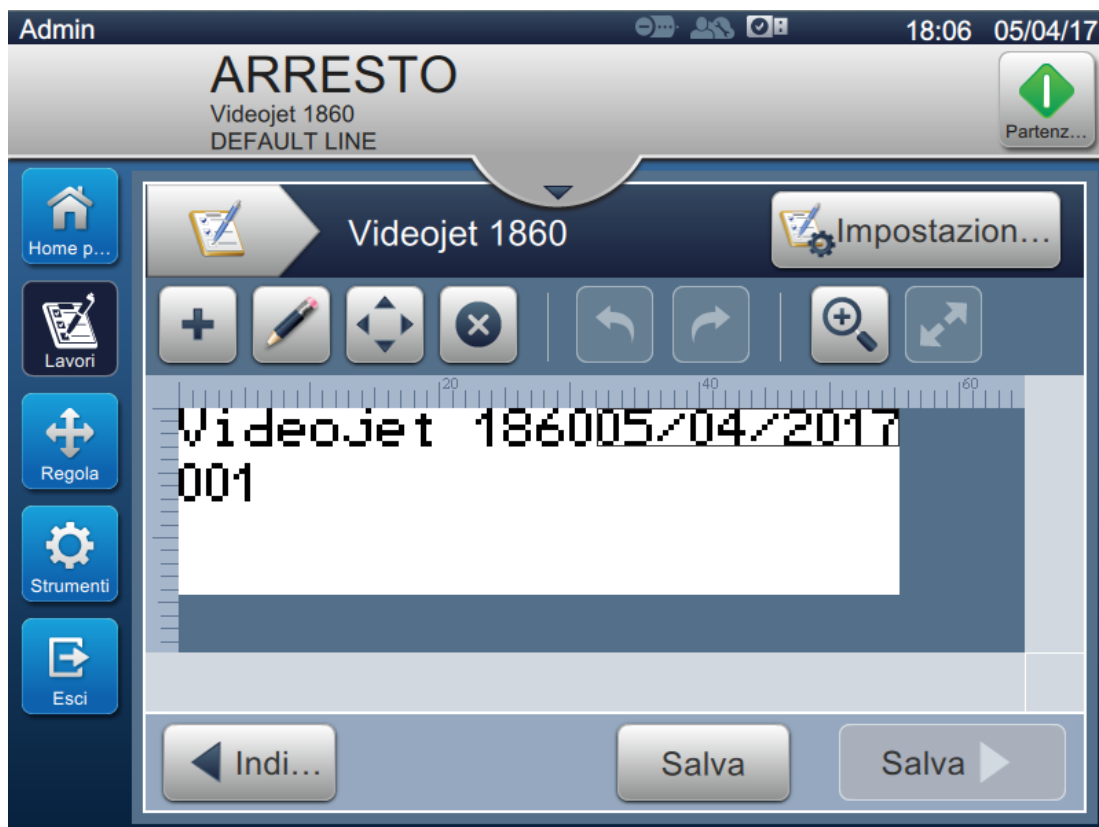 Admin 18:06 05/04/17
ARRESTO
Videojet 1860
DEFAULT LINE
Partenz...
Home p...
Videojet 1860
Impostazion...
Lavori
20 40 60
Videojet 186005/04/2017
001
Regola
Strumenti
Esci
Indi...
Salva
Salva